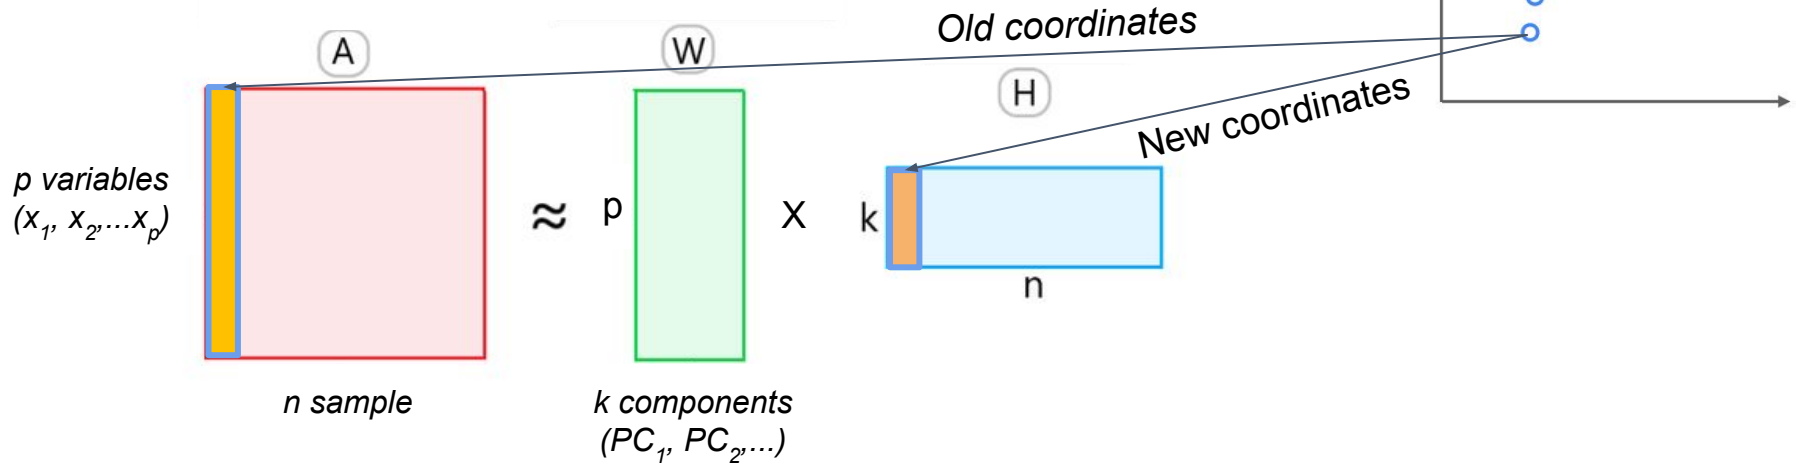 Old coordinates
A
W
H
New coordinates
p variables
(x1, x2,...xp)
≈
p
X
k
n
n sample
k components
(PC1, PC2,...)